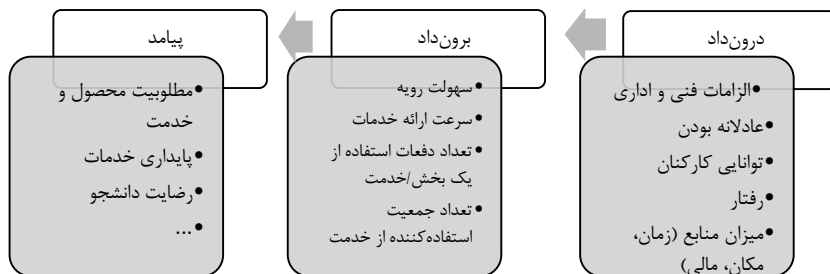 درون‌داد
•الزامات فنی و اداری
•عادلانه بودن
•توانایی کارکنان
•رفتار
•میزان منابع (زمان،
مکان، مالی)
برون‌داد
•سهولت رویه
•سرعت ارائه خدمات
•تعداد دفعات استفاده از
یک بخش/خدمت
•تعداد جمعیت
استفاده‌کننده از خدمت
پیامد
•مطلوبیت محصول و
خدمت
•پایداری خدمات
•رضایت دانشجو
•...